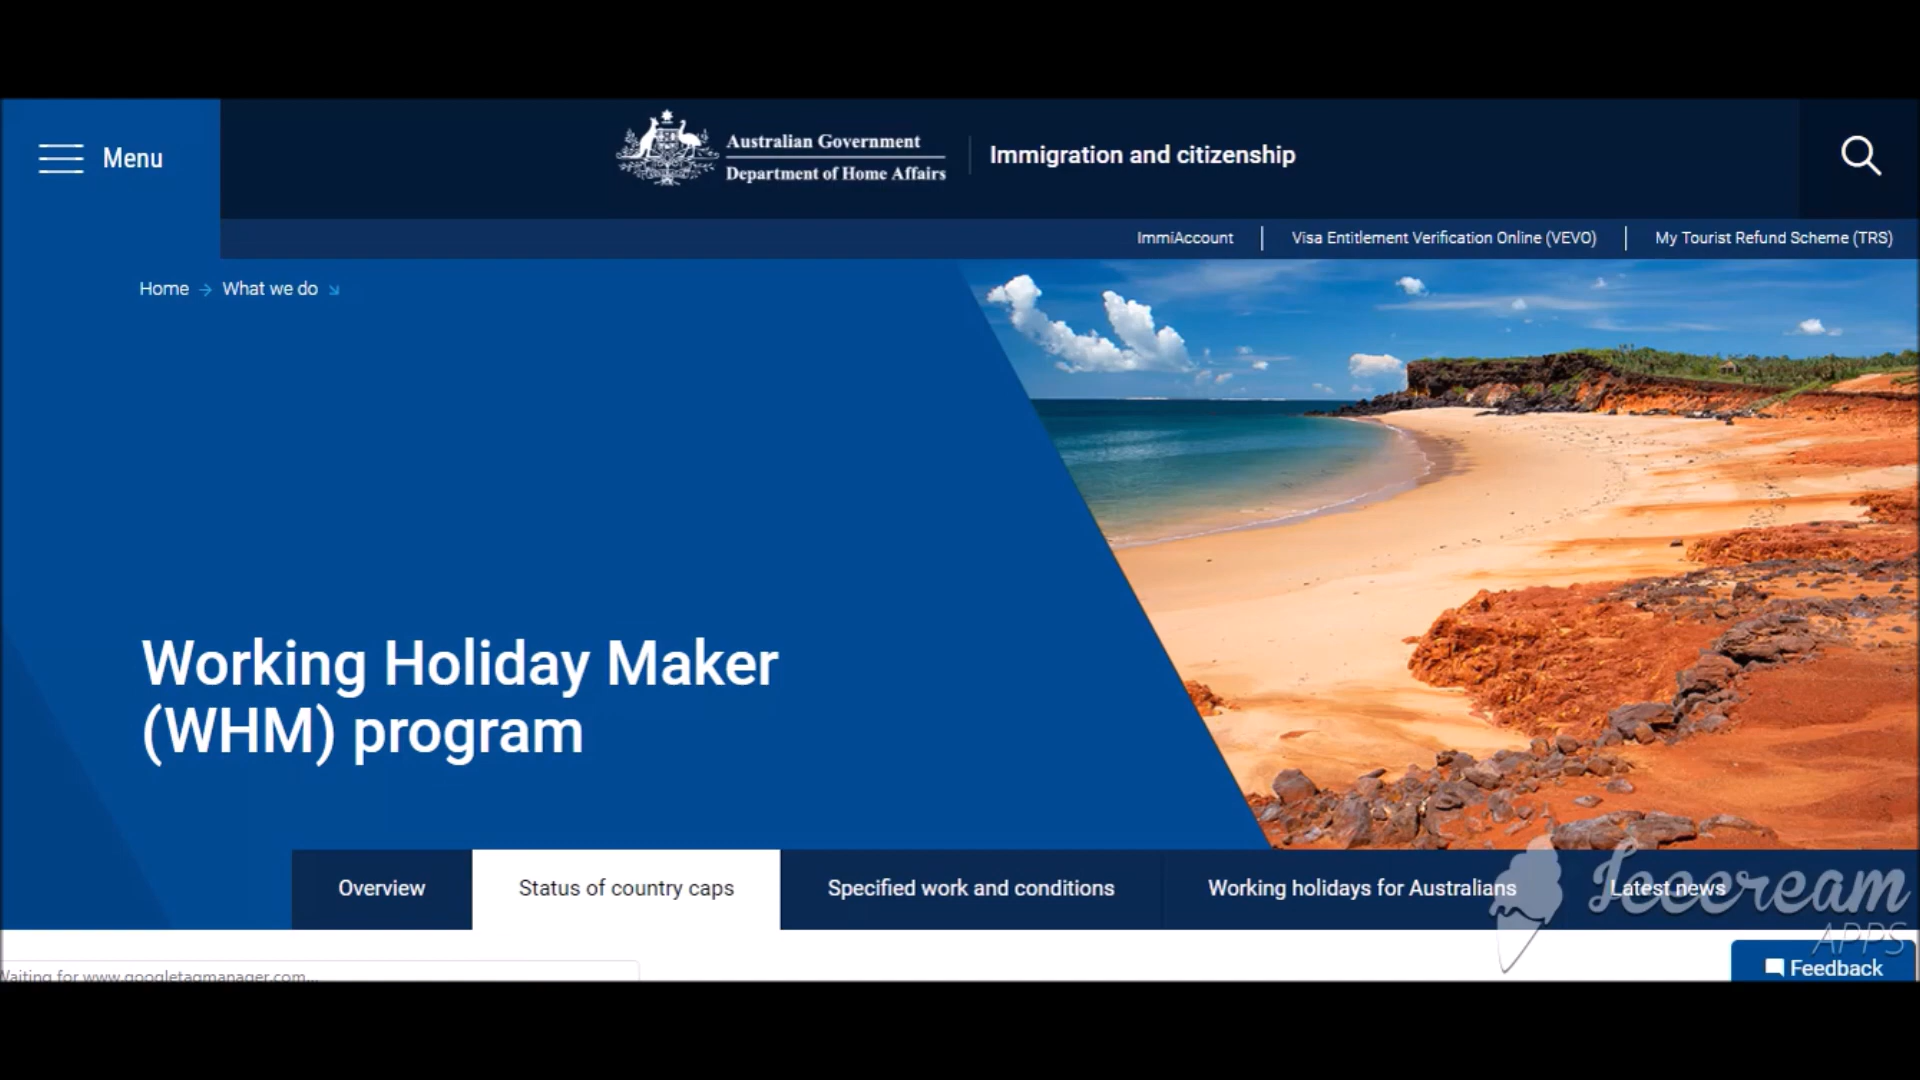 Menu
Australian Government
Department of Home Affairs
Immigration and citizenship
ImmiAccount
Visa Entitlement Verification Online (VEVO)
My Tourist Refund Scheme (TRS)
Home
What we do
Working Holiday Maker
(WHM) program
Overview
Status of country caps
Specified work and conditions
Working holidays for Australians
Latest news
Icecream
APPS
Feedback
Waiting for www.googletagmanager.com...